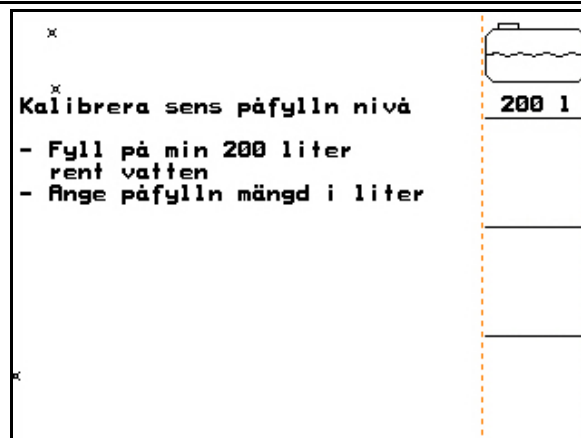 Kalibrera sens påfylln nivå
200 l
- Fyll på min 200 liter
rent vatten
- Ange påfylln mängd i liter